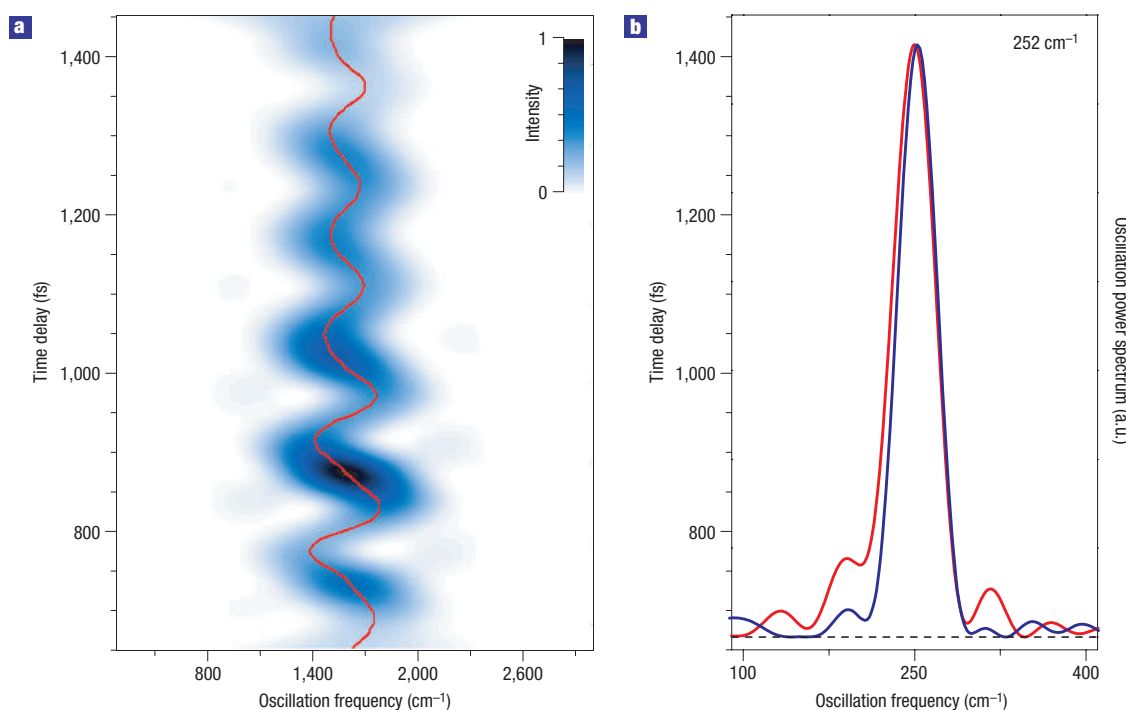 a
1,400
1,200
1,000
800
Time delay (fs)
1
Intensity
0
800
1,400
2,000
2,600
Oscillation frequency (cm–1)
b
252 cm–1
1,400
1,200
1,000
800
Time delay (fs)
Oscillation power spectrum (a.u.)
100
250
400
Oscillation frequency (cm–1)